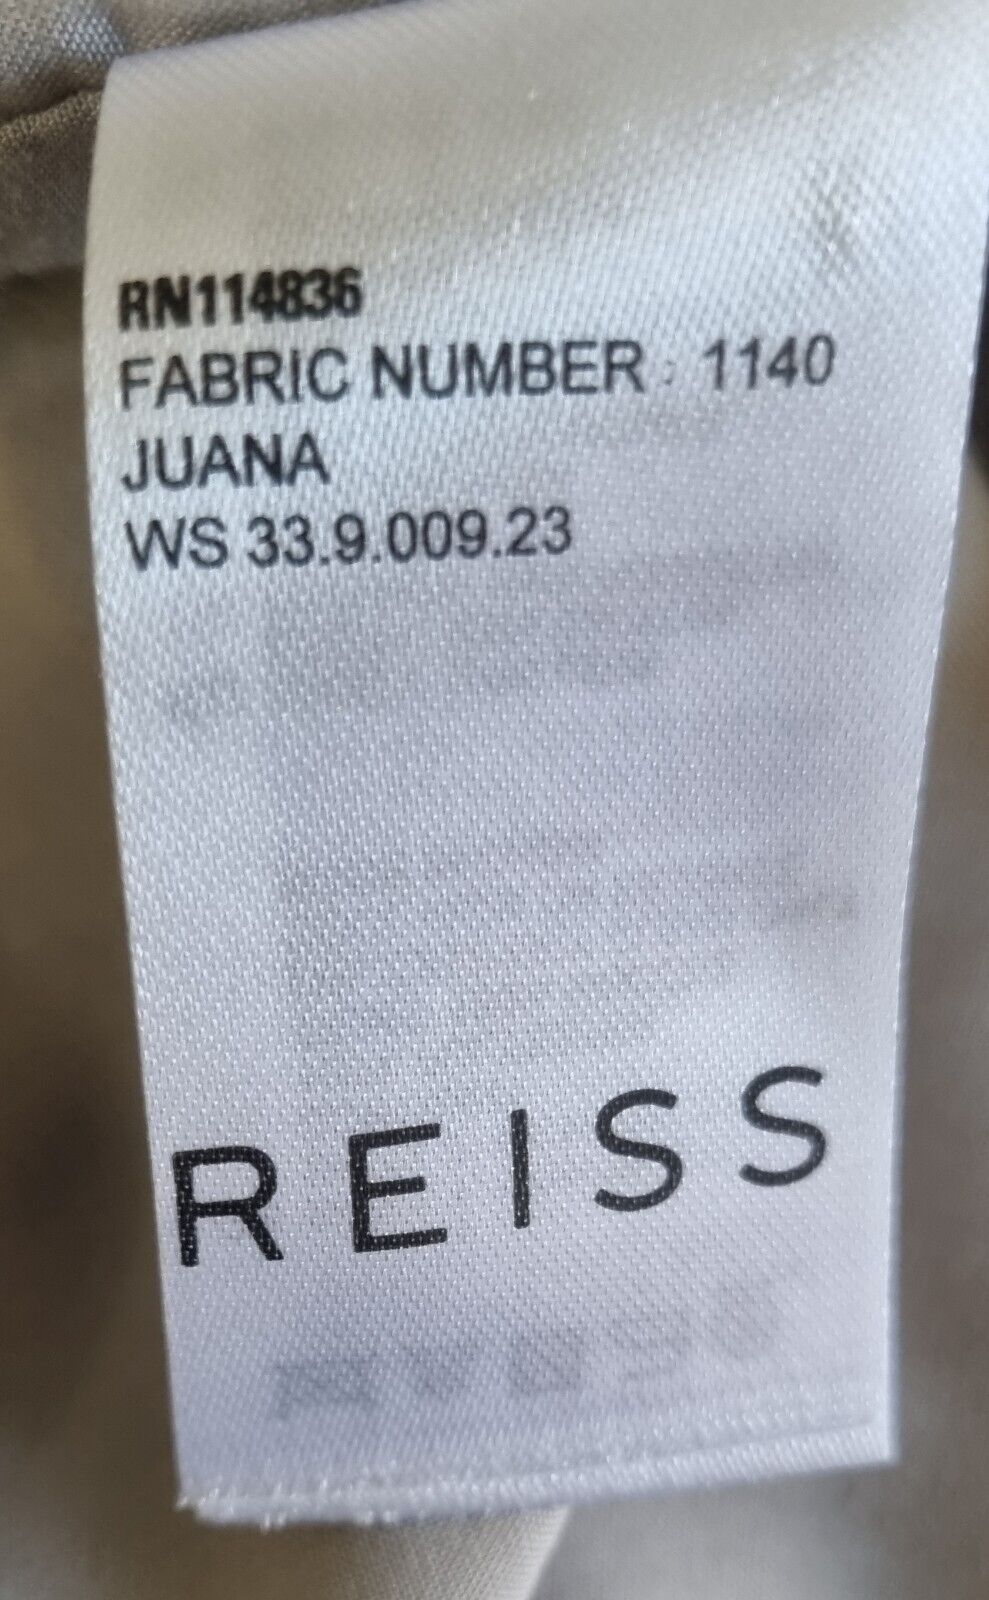 RN114836
FABRIC NUMBER : 1140
JUANA
WS 33.9.009.23
REISS